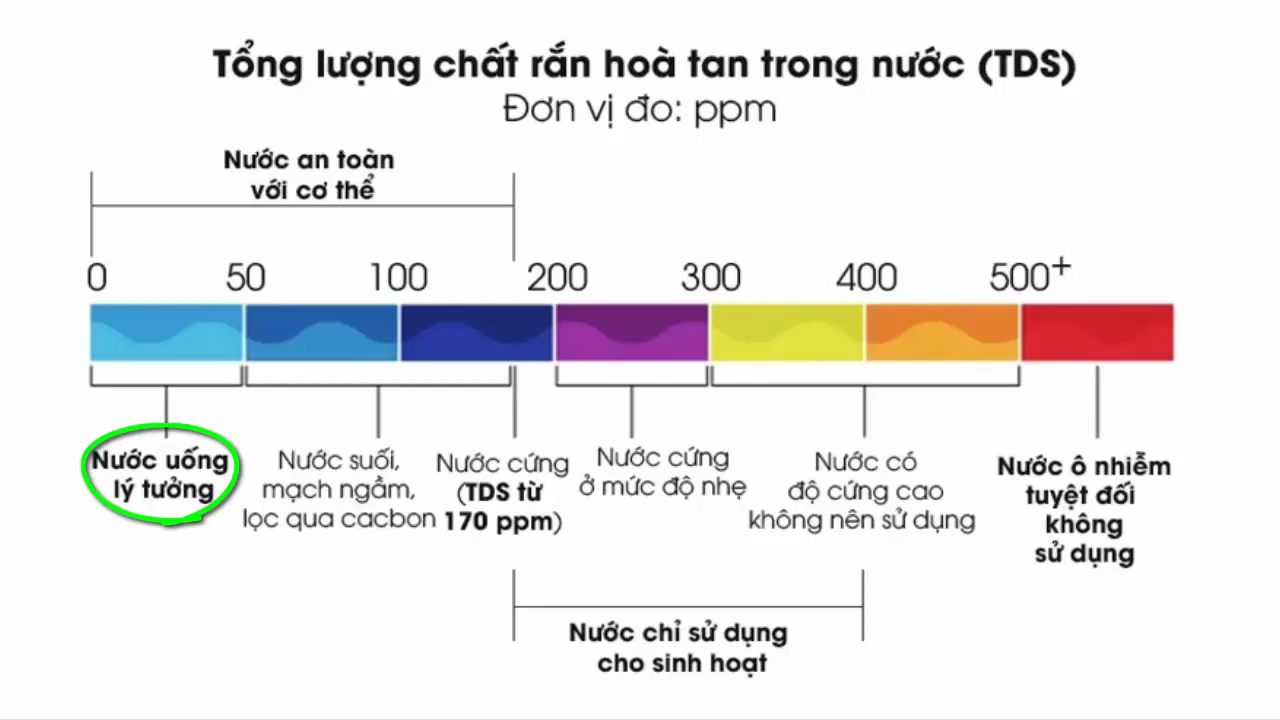 Tổng lượng chất rắn hoà tan trong nước (TDS)
Đơn vị đo: ppm
Nước an toàn
với cơ thể
0 50 100 200 300 400 500+
Nước uống
lý tưởng
Nước suối,
mạch ngầm,
lọc qua cacbon
Nước cứng
(TDS từ
170 ppm)
Nước cứng
ở mức độ nhẹ
Nước có
độ cứng cao
không nên sử dụng
Nước ô nhiễm
tuyệt đối
không
sử dụng
Nước chỉ sử dụng
cho sinh hoạt